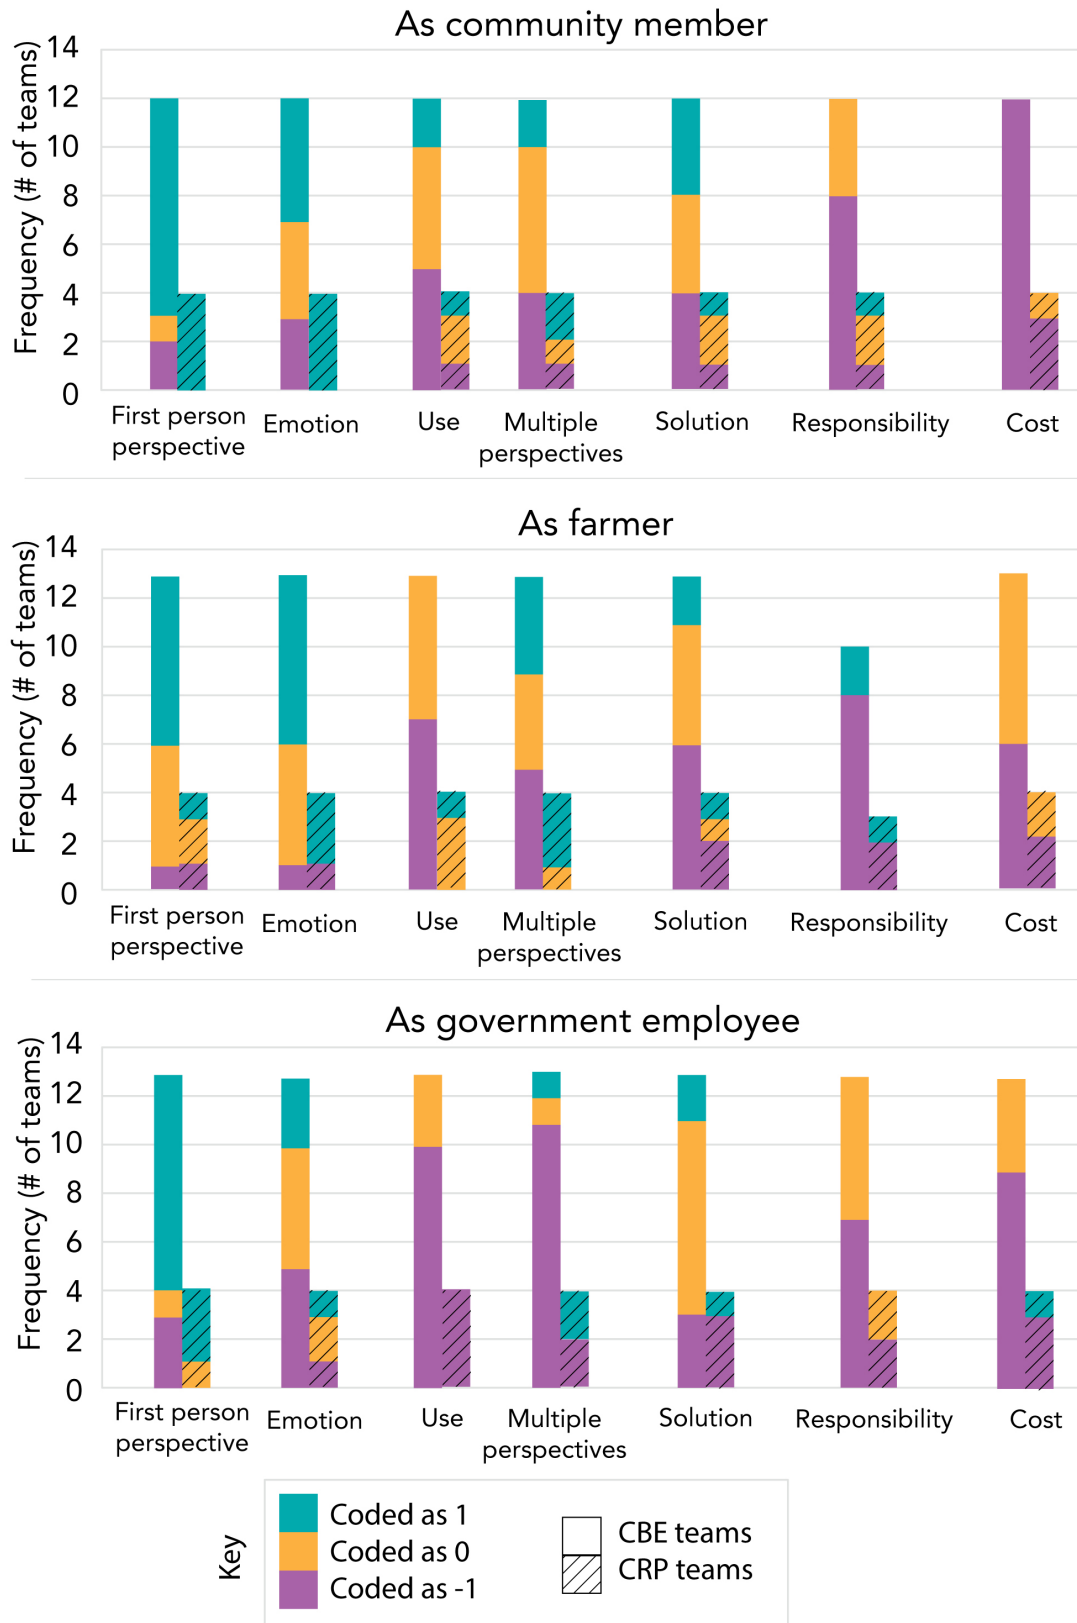 As community member
Frequency (# of teams)
14
12
10
8
6
4
2
0
First person
perspective
Emotion
Use
Multiple
perspectives
Solution
Responsibility
Cost
As farmer
Frequency (# of teams)
14
12
10
8
6
4
2
0
First person
perspective
Emotion
Use
Multiple
perspectives
Solution
Responsibility
Cost
As government employee
Frequency (# of teams)
14
12
10
8
6
4
2
0
First person
perspective
Emotion
Use
Multiple
perspectives
Solution
Responsibility
Cost
Key
Coded as 1
Coded as 0
Coded as -1
CBE teams
CRP teams